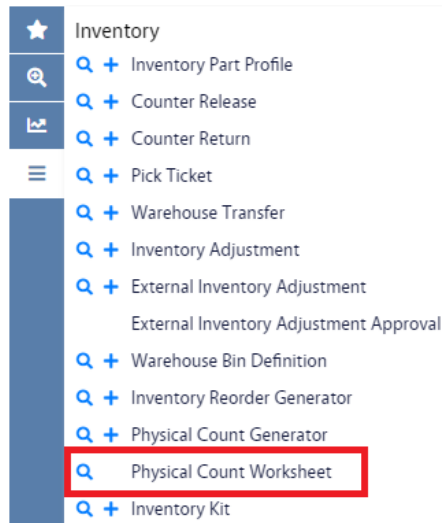 Inventory
Inventory Part Profile
Counter Release
Counter Return
Pick Ticket
Warehouse Transfer
Inventory Adjustment
External Inventory Adjustment
External Inventory Adjustment Approval
Warehouse Bin Definition
Inventory Reorder Generator
Physical Count Generator
Physical Count Worksheet
Inventory Kit